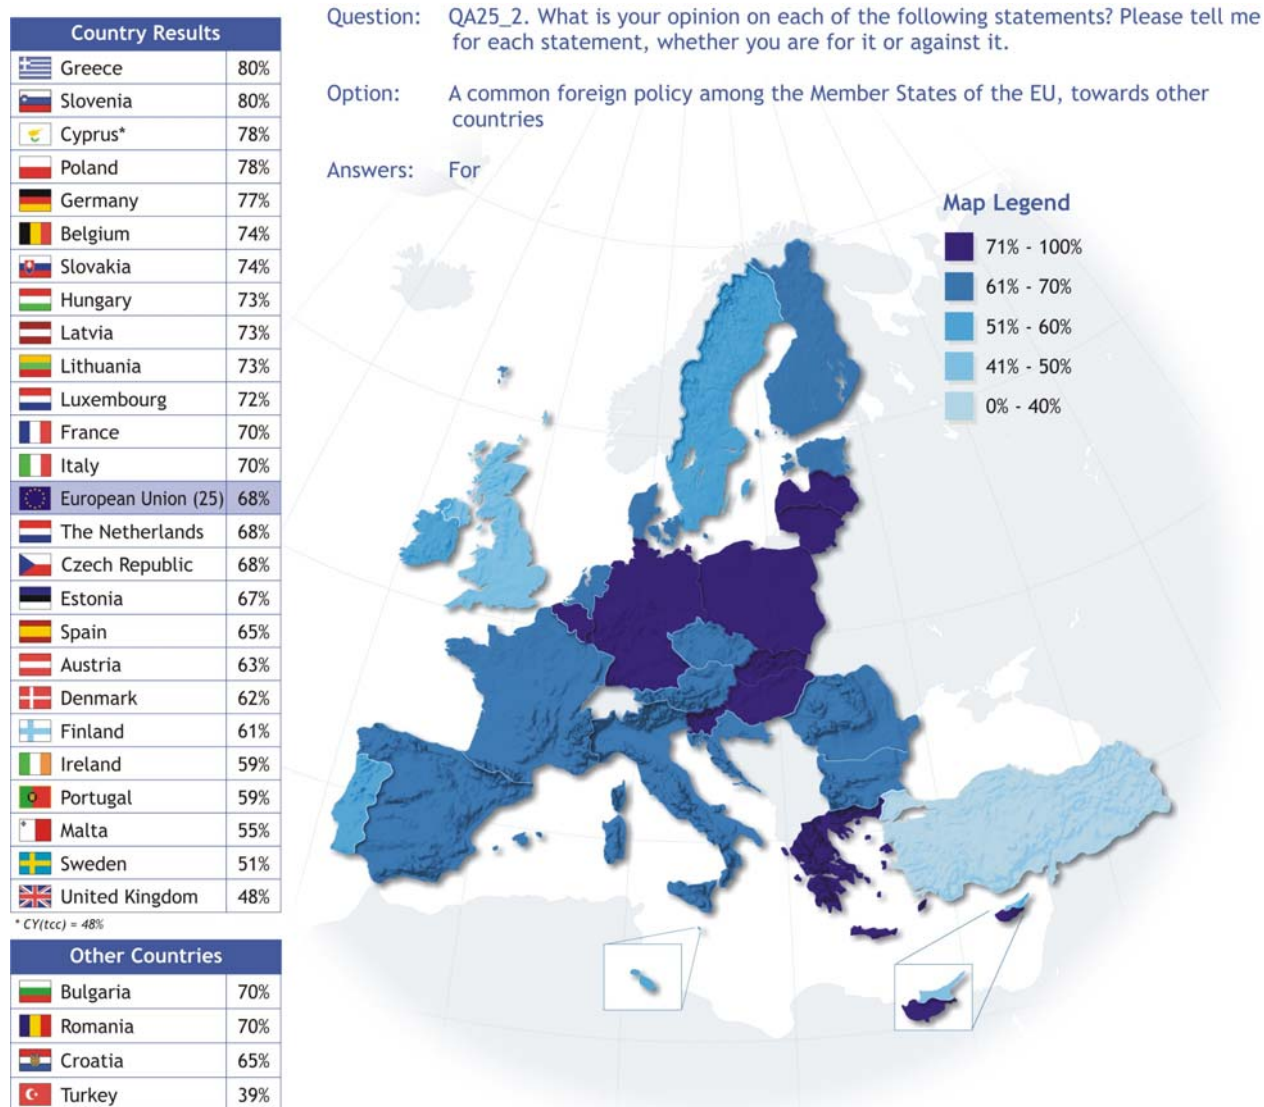 Question: QA25_2. What is your opinion on each of the following statements? Please tell me
for each statement, whether you are for it or against it.
Option: A common foreign policy among the Member States of the EU, towards other
countries
Answers: For
Country Results
Greece 80%
Slovenia 80%
Cyprus* 78%
Poland 78%
Germany 77%
Belgium 74%
Slovakia 74%
Hungary 73%
Latvia 73%
Lithuania 73%
Luxembourg 72%
France 70%
Italy 70%
European Union (25) 68%
The Netherlands 68%
Czech Republic 68%
Estonia 67%
Spain 65%
Austria 63%
Denmark 62%
Finland 61%
Ireland 59%
Portugal 59%
Malta 55%
Sweden 51%
United Kingdom 48%
* CY(tcc) = 48%
Other Countries
Bulgaria 70%
Romania 70%
Croatia 65%
Turkey 39%
Map Legend
71% - 100%
61% - 70%
51% - 60%
41% - 50%
0% - 40%